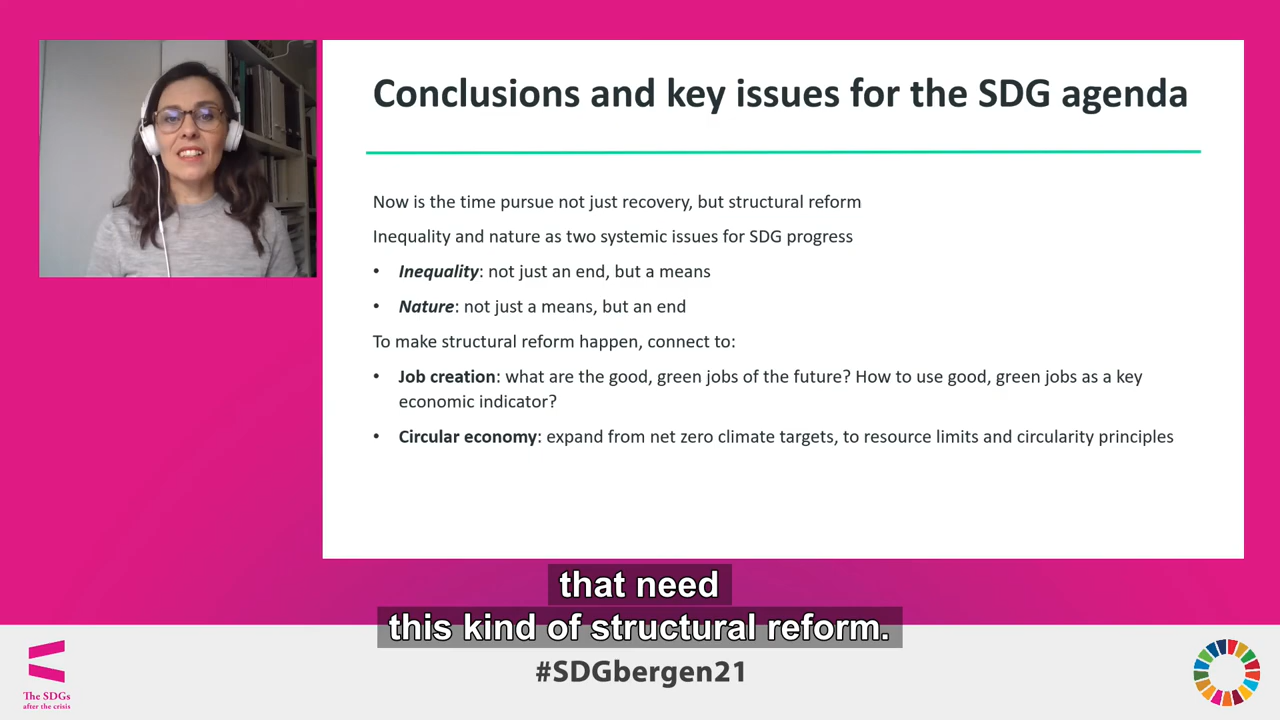 Conclusions and key issues for the SDG agenda
Now is the time pursue not just recovery, but structural reform
Inequality and nature as two systemic issues for SDG progress
• Inequality: not just an end, but a means
• Nature: not just a means, but an end
To make structural reform happen, connect to:
• Job creation: what are the good, green jobs of the future? How to use good, green jobs as a key
economic indicator?
• Circular economy: expand from net zero climate targets, to resource limits and circularity principles
that need
this kind of structural reform.
#SDGbergen21
The SDGs
after the crisis